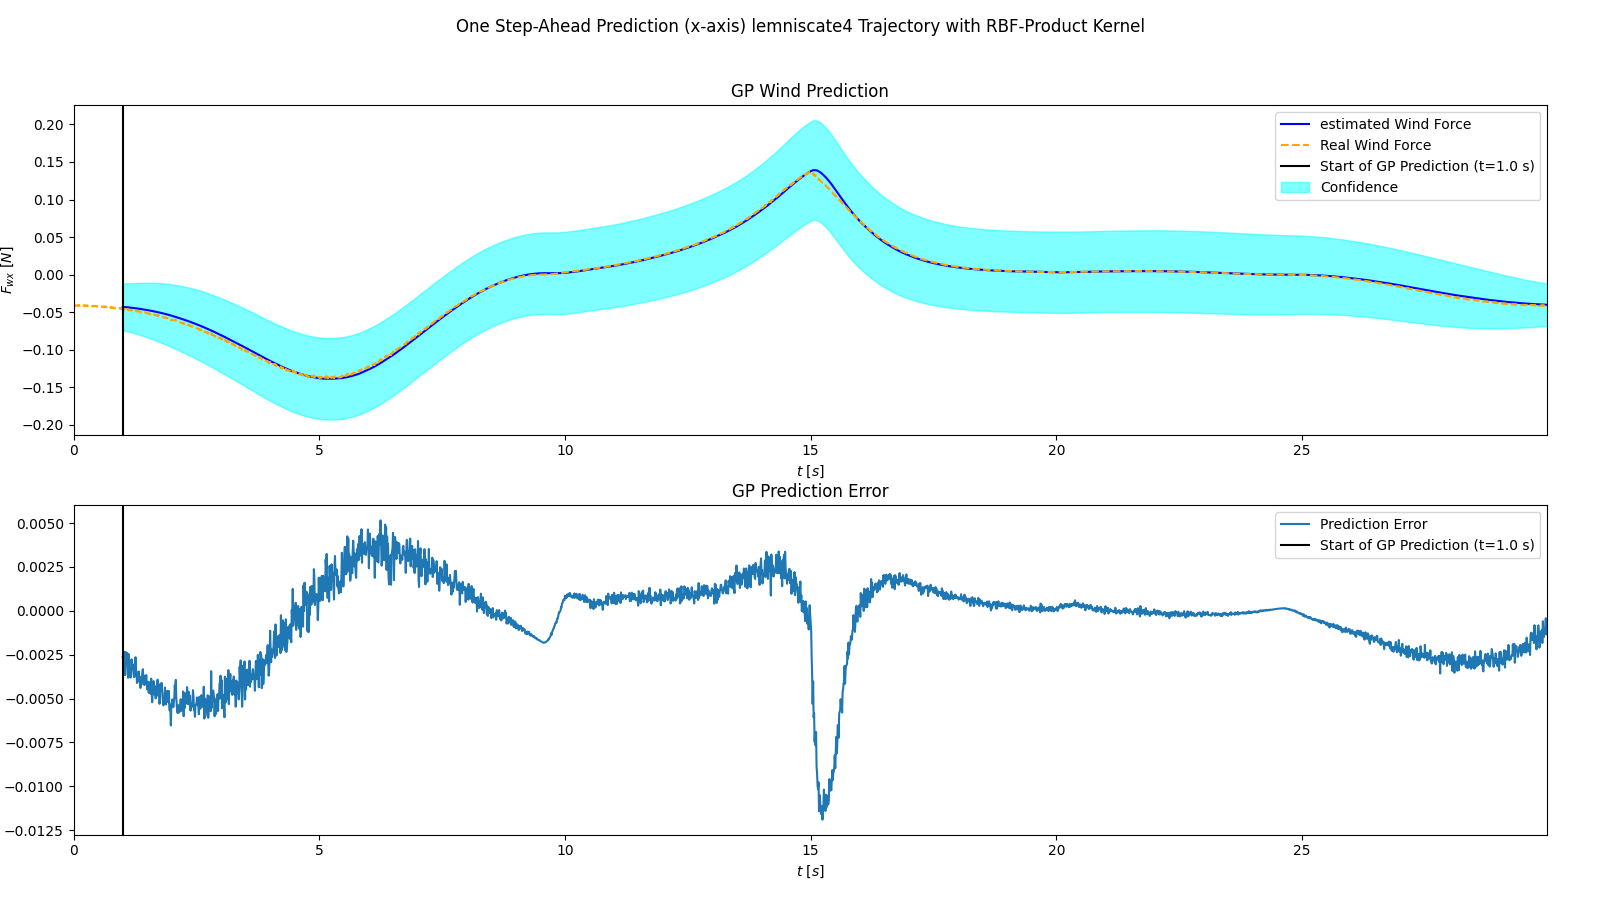 One Step-Ahead Prediction (x-axis) lemniscate4 Trajectory with RBF-Product Kernel
GP Wind Prediction
0.20
0.15
0.10
0.05
0.00
−0.05
−0.10
−0.15
−0.20
F_wx [N]
estimated Wind Force
Real Wind Force
Start of GP Prediction (t=1.0 s)
Confidence
0 5 10 15 20 25
t [s]
GP Prediction Error
0.0050
0.0025
0.0000
−0.0025
−0.0050
−0.0075
−0.0100
−0.0125
Prediction Error
Start of GP Prediction (t=1.0 s)
0 5 10 15 20 25
t [s]